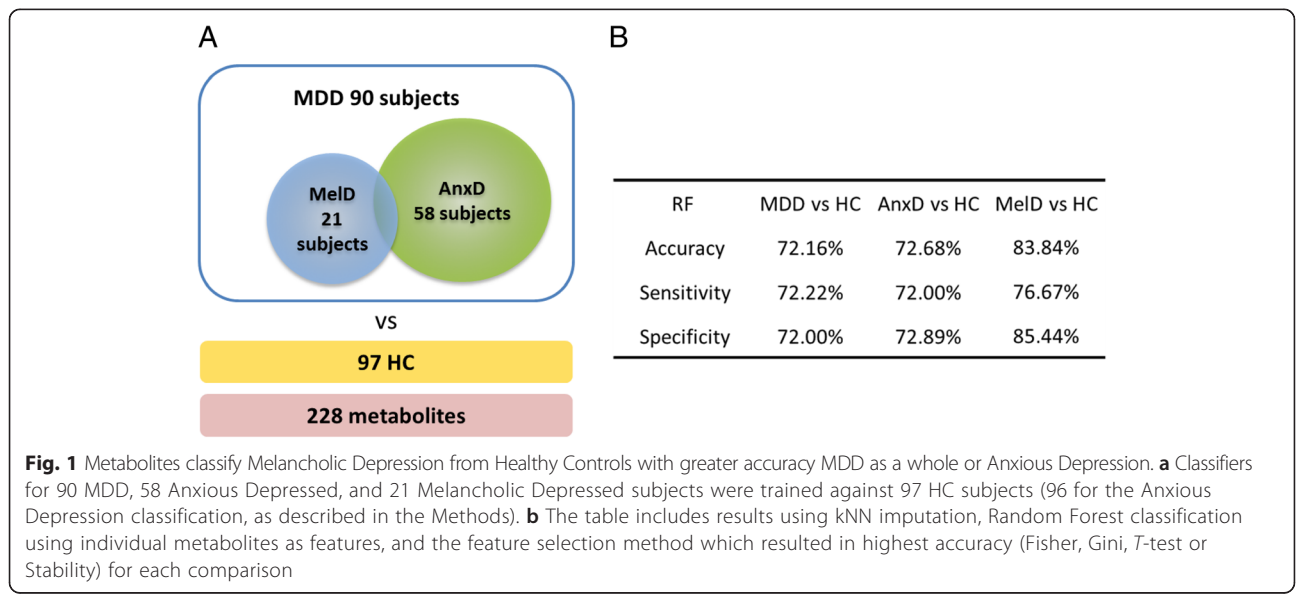 A
B
MDD 90 subjects
MelD
21
subjects
AnxD
58 subjects
vs
97 HC
228 metabolites
RF MDD vs HC AnxD vs HC MelD vs HC
Accuracy 72.16% 72.68% 83.84%
Sensitivity 72.22% 72.00% 76.67%
Specificity 72.00% 72.89% 85.44%
Fig. 1 Metabolites classify Melancholic Depression from Healthy Controls with greater accuracy MDD as a whole or Anxious Depression. a Classifiers
for 90 MDD, 58 Anxious Depressed, and 21 Melancholic Depressed subjects were trained against 97 HC subjects (96 for the Anxious
Depression classification, as described in the Methods). b The table includes results using kNN imputation, Random Forest classification
using individual metabolites as features, and the feature selection method which resulted in highest accuracy (Fisher, Gini, T-test or
Stability) for each comparison